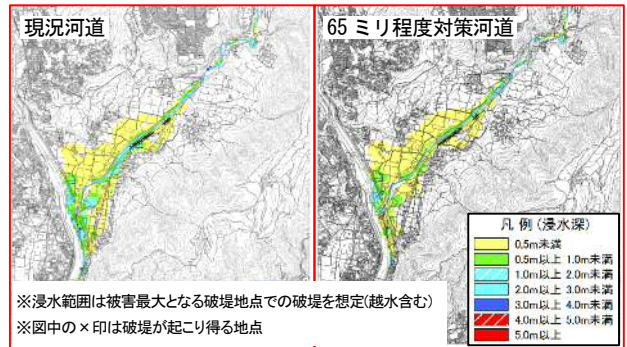 現況河道
65ミリ程度対策河道
凡例(浸水深)
0.5m未満
0.5m以上 1.0m未満
1.0m以上 2.0m未満
2.0m以上 3.0m未満
3.0m以上 4.0m未満
4.0m以上 5.0m未満
5.0m以上
※浸水範囲は被害最大となる破堤地点での破堤を想定(越水含む)
※図中の×印は破堤が起こり得る地点